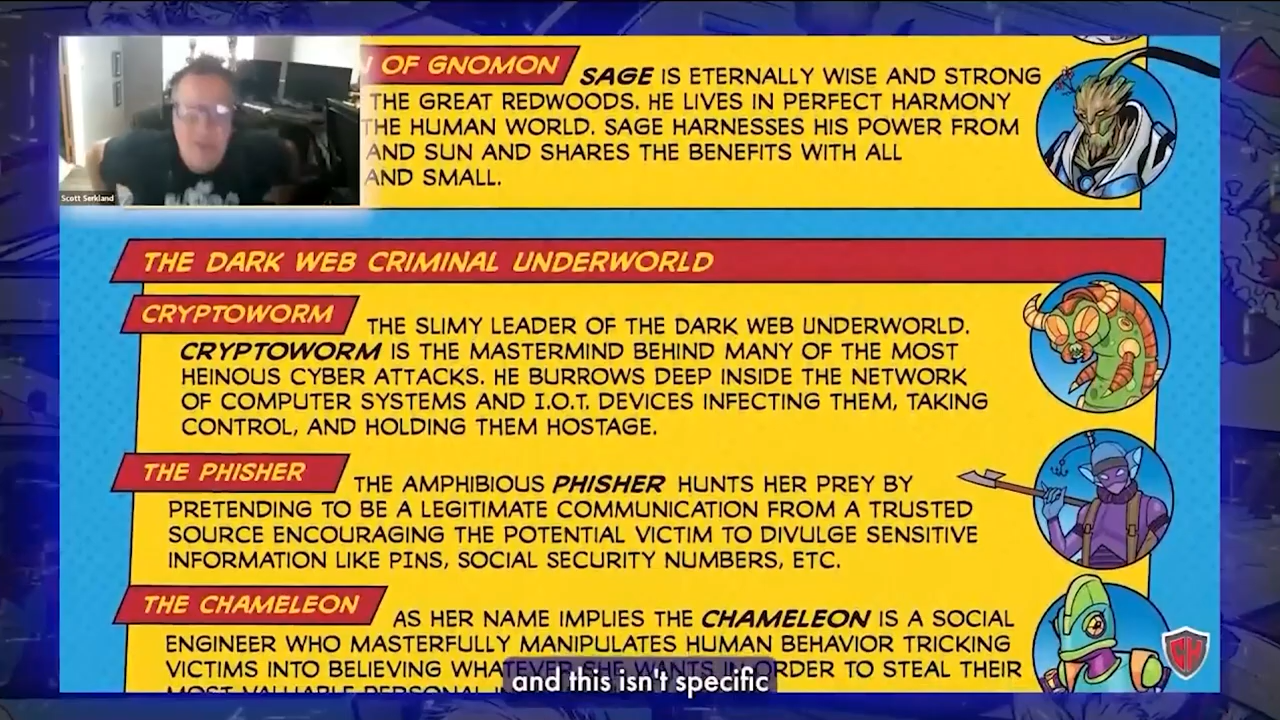 OF GNOMON
SAGE IS ETERNALLY WISE AND STRONG
THE GREAT REDWOODS. HE LIVES IN PERFECT HARMONY
THE HUMAN WORLD. SAGE HARNESSES HIS POWER FROM
AND SUN AND SHARES THE BENEFITS WITH ALL
AND SMALL.
Scott Serkland
THE DARK WEB CRIMINAL UNDERWORLD
CRYPTOWORM
THE SLIMY LEADER OF THE DARK WEB UNDERWORLD.
CRYPTOWORM IS THE MASTERMIND BEHIND MANY OF THE MOST
HEINOUS CYBER ATTACKS. HE BURROWS DEEP INSIDE THE NETWORK
OF COMPUTER SYSTEMS AND I.O.T. DEVICES INFECTING THEM, TAKING
CONTROL, AND HOLDING THEM HOSTAGE.
THE PHISHER
THE AMPHIBIOUS PHISHER HUNTS HER PREY BY
PRETENDING TO BE A LEGITIMATE COMMUNICATION FROM A TRUSTED
SOURCE ENCOURAGING THE POTENTIAL VICTIM TO DIVULGE SENSITIVE
INFORMATION LIKE PINS, SOCIAL SECURITY NUMBERS, ETC.
THE CHAMELEON
AS HER NAME IMPLIES THE CHAMELEON IS A SOCIAL
ENGINEER WHO MASTERFULLY MANIPULATES HUMAN BEHAVIOR TRICKING
VICTIMS INTO BELIEVING WHATEVER SHE WANTS IN ORDER TO STEAL THEIR
MOST VALUABLE PERSONAL
and this isn't specific
CH